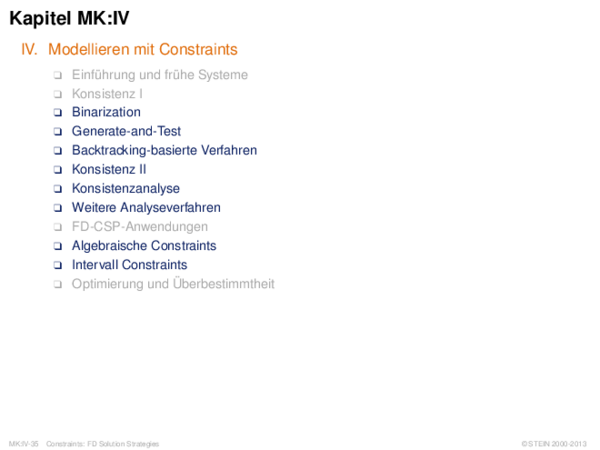 Kapitel MK:IV
IV. Modellieren mit Constraints
❑ Einführung und frühe Systeme
❑ Konsistenz I
❑ Binarization
❑ Generate-and-Test
❑ Backtracking-basierte Verfahren
❑ Konsistenz II
❑ Konsistenzanalyse
❑ Weitere Analyseverfahren
❑ FD-CSP-Anwendungen
❑ Algebraische Constraints
❑ Intervall Constraints
❑ Optimierung und Überbestimmtheit
MK:IV-35 Constraints: FD Solution Strategies © STEIN 2000-2013